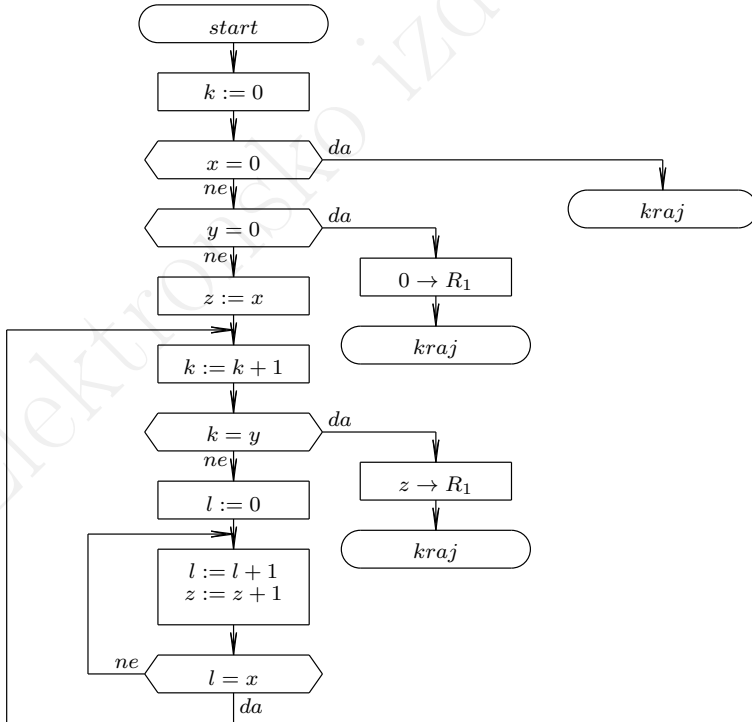 start
k := 0
x = 0
da
ne
kraj
y = 0
da
ne
0 → R₁
z := x
kraj
k := k + 1
k = y
da
ne
z → R₁
l := 0
kraj
l := l + 1
z := z + 1
ne
l = x
da